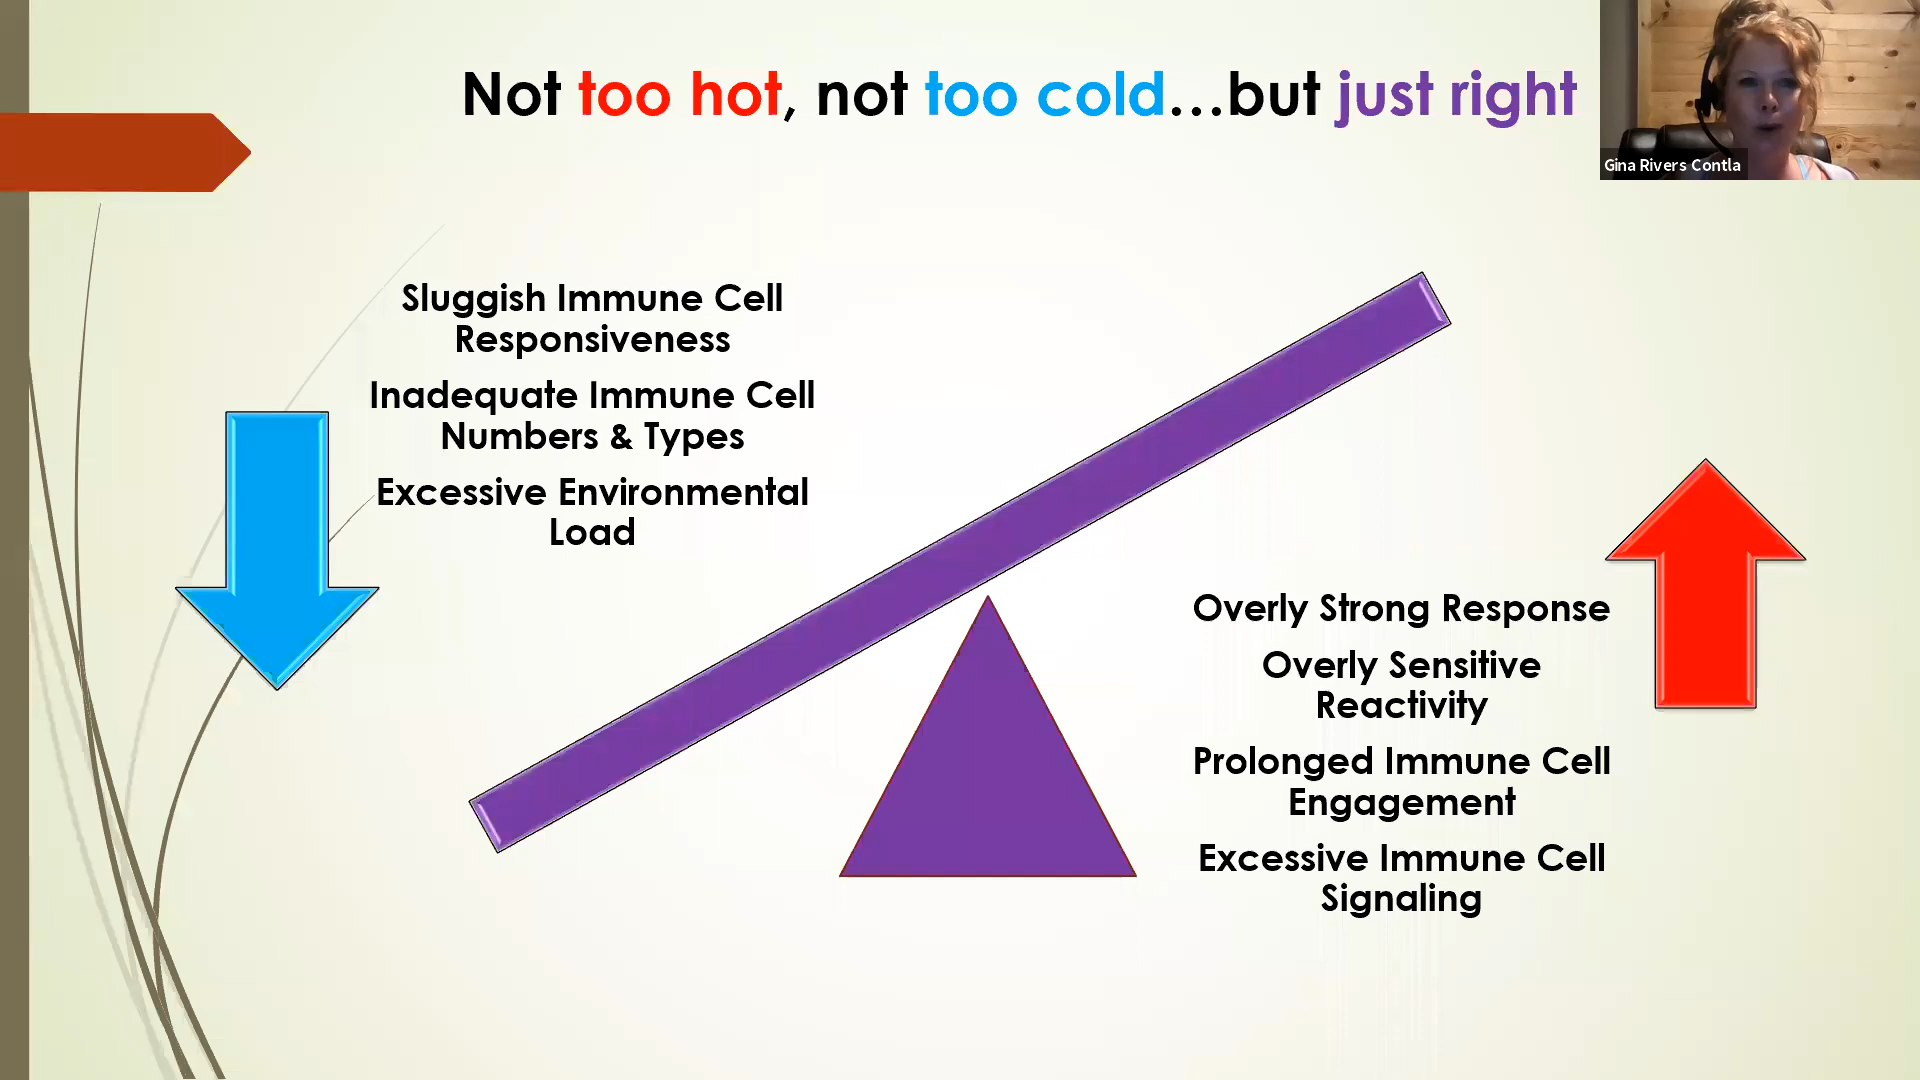 Not too hot, not too cold...but just right
Gina Rivers Contla
Sluggish Immune Cell
Responsiveness
Inadequate Immune Cell
Numbers & Types
Excessive Environmental
Load
Overly Strong Response
Overly Sensitive
Reactivity
Prolonged Immune Cell
Engagement
Excessive Immune Cell
Signaling